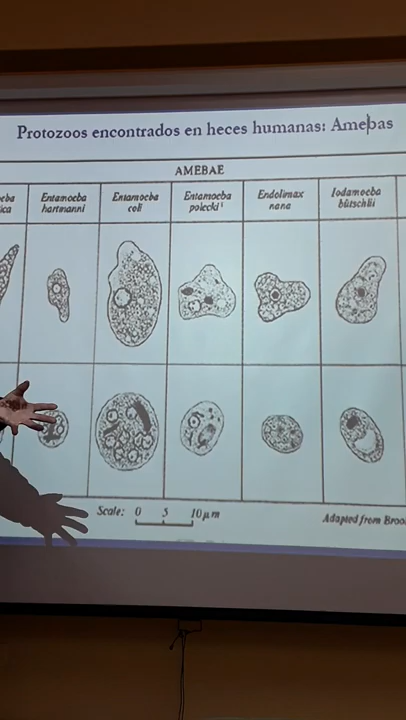 Protozoos encontrados en heces humanas: Amebas
AMEBAE
Entamoeba hartmanni
Entamoeba coli
Entamoeba polecki¹
Endolimax nana
Iodamoeba bütschlii
Scale: 0 5 10 μm
Adapted from